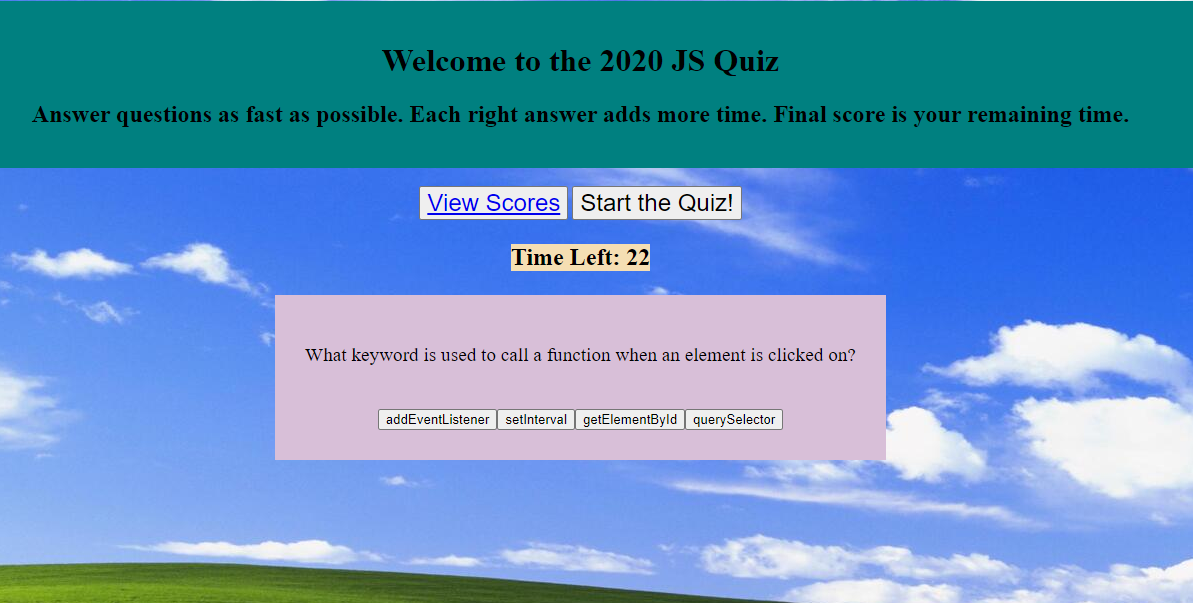 Welcome to the 2020 JS Quiz
Answer questions as fast as possible. Each right answer adds more time. Final score is your remaining time.
View Scores Start the Quiz!
Time Left: 22
What keyword is used to call a function when an element is clicked on?
addEventListener setInterval getElementById querySelector